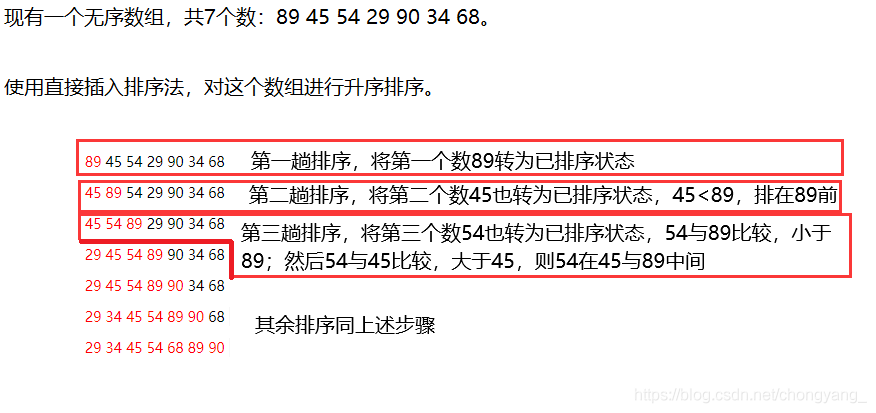 现有一个无序数组，共7个数：89 45 54 29 90 34 68。
使用直接插入排序法，对这个数组进行升序排序。
89 45 54 29 90 34 68 第一趟排序，将第一个数89转为已排序状态
45 89 54 29 90 34 68 第二趟排序，将第二个数45也转为已排序状态，45<89，排在89前
45 54 89 29 90 34 68 第三趟排序，将第三个数54也转为已排序状态，54与89比较，小于
29 45 54 89 90 34 68 89；然后54与45比较，大于45，则54在45与89中间
29 45 54 89 90 34 68
29 34 45 54 89 90 68 其余排序同上述步骤
29 34 45 54 68 89 90
https://blog.csdn.net/chongyang_